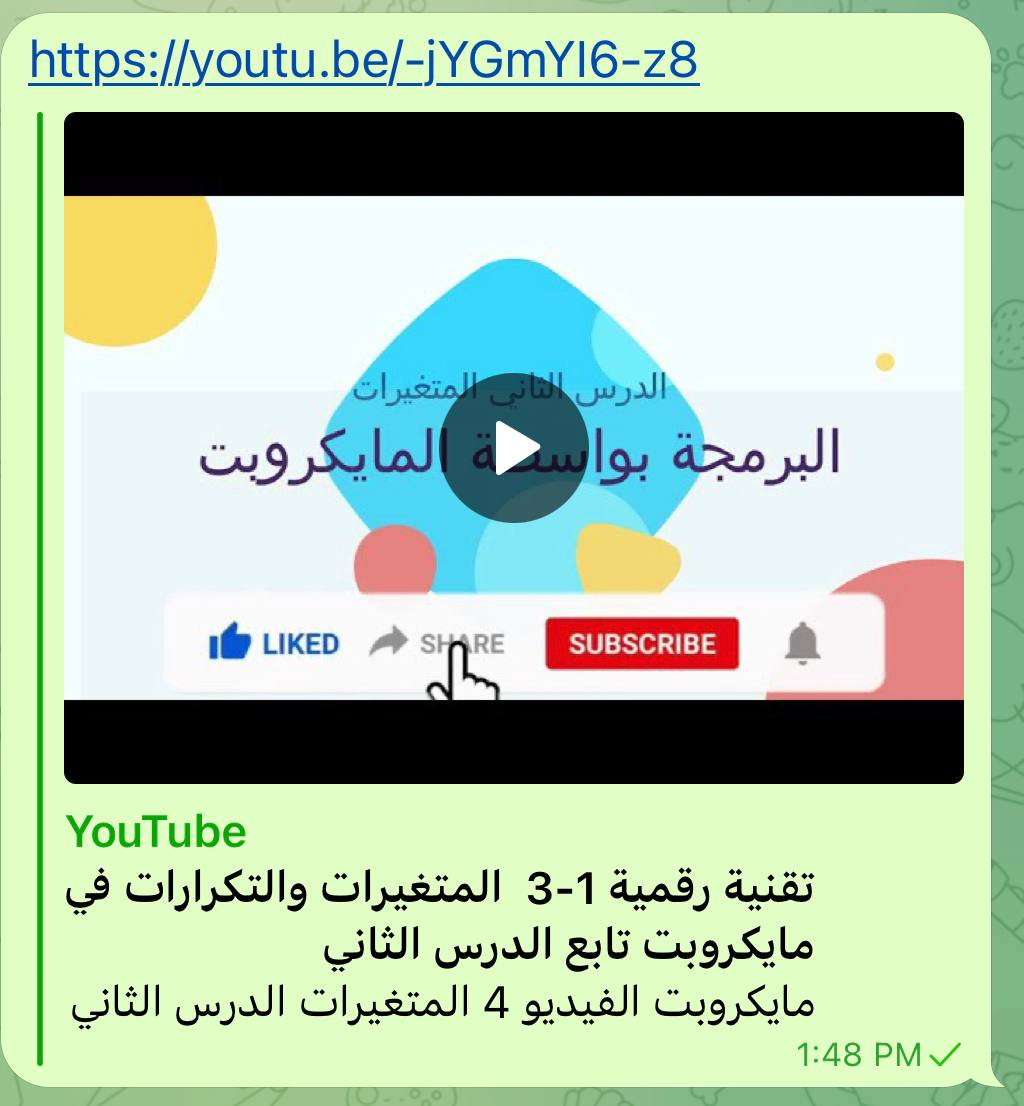 https://youtu.be/-jYGmYI6-z8
الدرس الثاني المتغيرات
البرمجة بواسطة المايكروبت
LIKED SHARE SUBSCRIBE
YouTube
تقنية رقمية 1-3 المتغيرات والتكرارات في
مايكروبت تابع الدرس الثاني
مايكروبت الفيديو 4 المتغيرات الدرس الثاني
1:48 PM